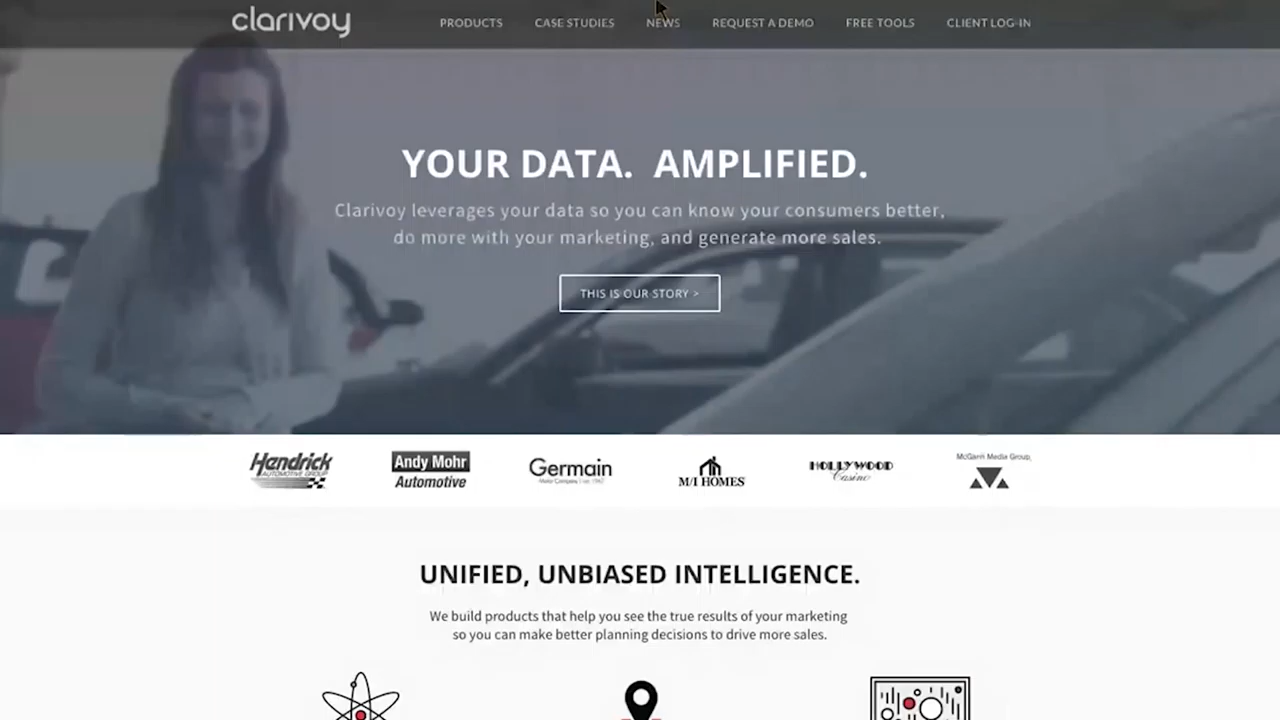 clarivoy
PRODUCTS
CASE STUDIES
NEWS
REQUEST A DEMO
FREE TOOLS
CLIENT LOG-IN
YOUR DATA. AMPLIFIED.
Clarivoy leverages your data so you can know your consumers better,
do more with your marketing, and generate more sales.
THIS IS OUR STORY >
Hendrick
AUTOMOTIVE GROUP
Andy Mohr
Automotive
Germain
M/I HOMES
HOLLYWOOD
Casino
McGann Media Group
UNIFIED, UNBIASED INTELLIGENCE.
We build products that help you see the true results of your marketing
so you can make better planning decisions to drive more sales.